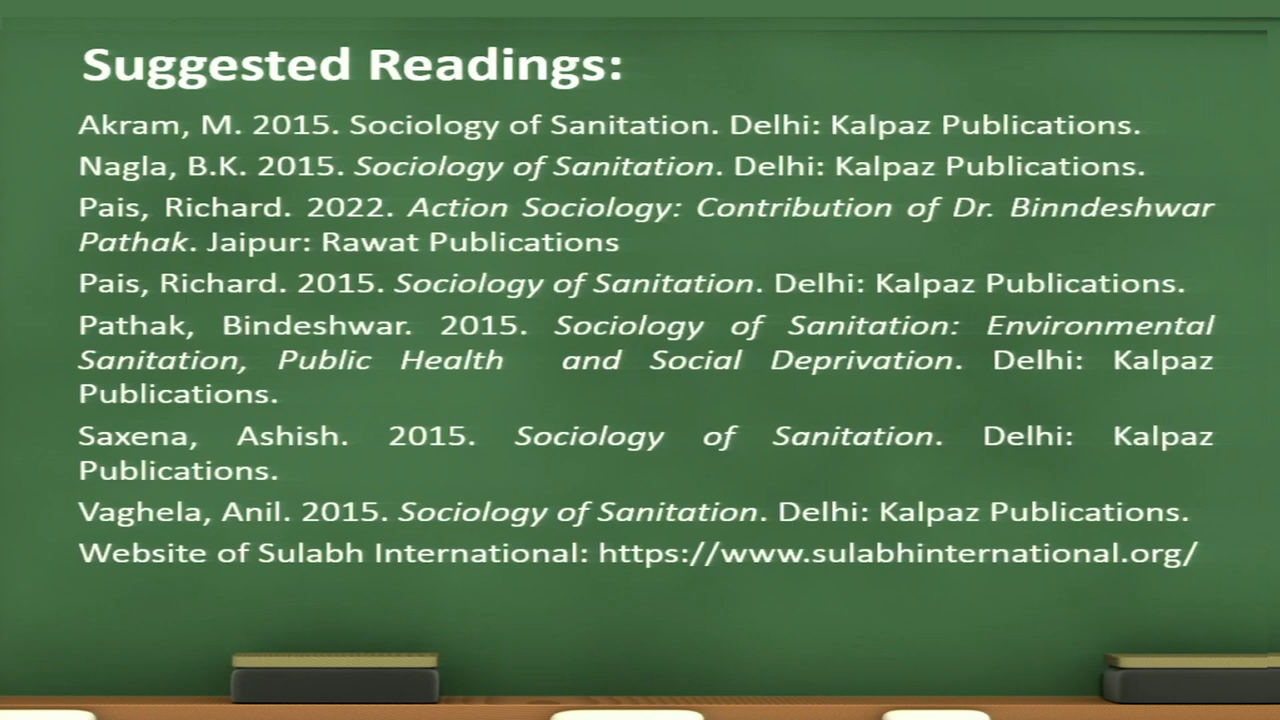 Suggested Readings:
Akram, M. 2015. Sociology of Sanitation. Delhi: Kalpaz Publications.
Nagla, B.K. 2015. Sociology of Sanitation. Delhi: Kalpaz Publications.
Pais, Richard. 2022. Action Sociology: Contribution of Dr. Binndeshwar
Pathak. Jaipur: Rawat Publications
Pais, Richard. 2015. Sociology of Sanitation. Delhi: Kalpaz Publications.
Pathak, Bindeshwar. 2015. Sociology of Sanitation: Environmental
Sanitation, Public Health and Social Deprivation. Delhi: Kalpaz
Publications.
Saxena, Ashish. 2015. Sociology of Sanitation. Delhi: Kalpaz
Publications.
Vaghela, Anil. 2015. Sociology of Sanitation. Delhi: Kalpaz Publications.
Website of Sulabh International: https://www.sulabhinternational.org/